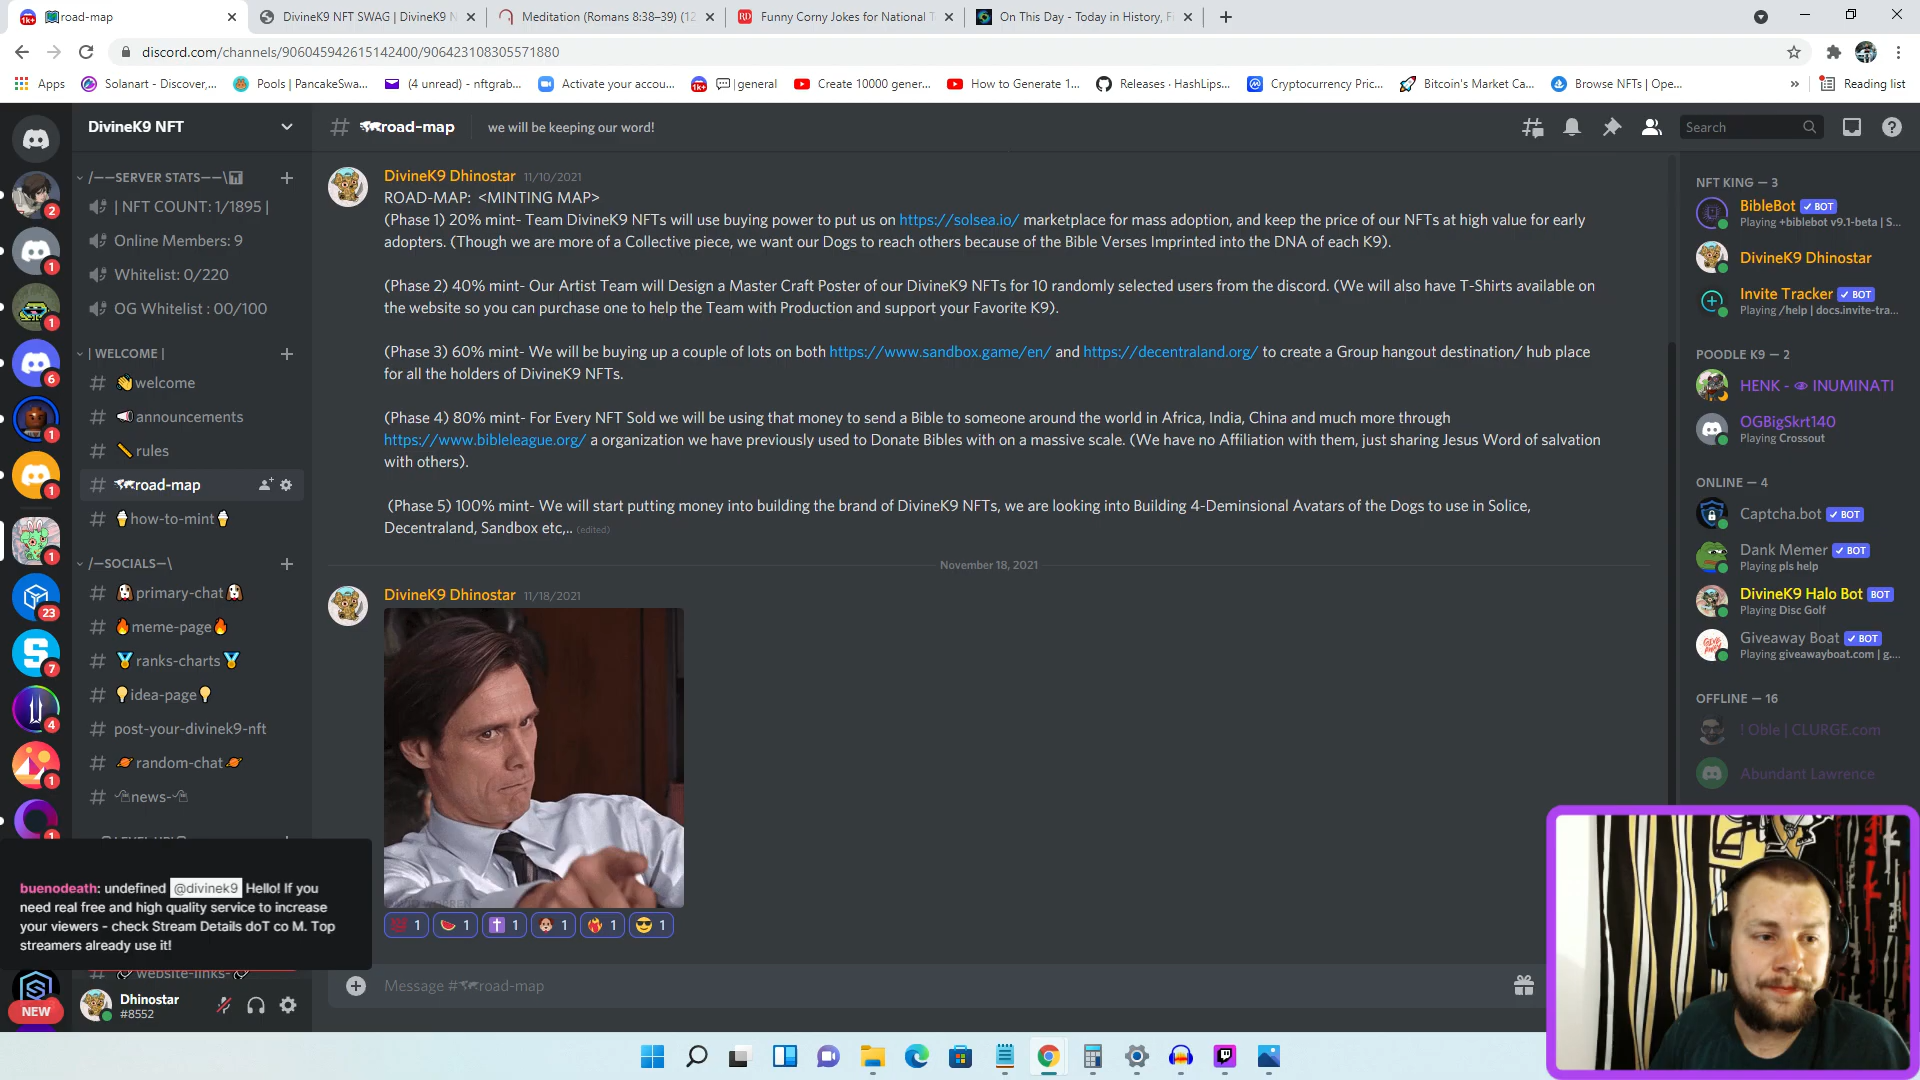 road-map
DivineK9 NFT SWAG | DivineK9 N
Meditation (Romans 8:38–39) (12
Funny Corny Jokes for National T
On This Day - Today in History, F
discord.com/channels/906045942615142400/906423108305571880
Apps
Solanart - Discover,...
Pools | PancakeSwa...
(4 unread) - nftgrab...
Activate your accou...
|general
Create 10000 gener...
How to Generate 1...
Releases · HashLips...
Cryptocurrency Pric...
Bitcoin's Market Ca...
Browse NFTs | Ope...
Reading list
DivineK9 NFT
road-map
we will be keeping our word!
Search
/——SERVER STATS——\
| NFT COUNT: 1/1895 |
Online Members: 9
Whitelist: 0/220
OG Whitelist : 00/100
| WELCOME |
welcome
announcements
rules
road-map
how-to-mint
/—SOCIALS—\
primary-chat
meme-page
ranks-charts
idea-page
post-your-divinek9-nft
random-chat
-news-
website-links-
buenodeath: undefined @divinek9 Hello! If you
need real free and high quality service to increase
your viewers - check Stream Details doT co M. Top
streamers already use it!
NEW
Dhinostar
#8552
DivineK9 Dhinostar 11/10/2021
ROAD-MAP: <MINTING MAP>
(Phase 1) 20% mint- Team DivineK9 NFTs will use buying power to put us on https://solsea.io/ marketplace for mass adoption, and keep the price of our NFTs at high value for early
adopters. (Though we are more of a Collective piece, we want our Dogs to reach others because of the Bible Verses Imprinted into the DNA of each K9).
(Phase 2) 40% mint- Our Artist Team will Design a Master Craft Poster of our DivineK9 NFTs for 10 randomly selected users from the discord. (We will also have T-Shirts available on
the website so you can purchase one to help the Team with Production and support your Favorite K9).
(Phase 3) 60% mint- We will be buying up a couple of lots on both https://www.sandbox.game/en/ and https://decentraland.org/ to create a Group hangout destination/ hub place
for all the holders of DivineK9 NFTs.
(Phase 4) 80% mint- For Every NFT Sold we will be using that money to send a Bible to someone around the world in Africa, India, China and much more through
https://www.bibleleague.org/ a organization we have previously used to Donate Bibles with on a massive scale. (We have no Affiliation with them, just sharing Jesus Word of salvation
with others).
(Phase 5) 100% mint- We will start putting money into building the brand of DivineK9 NFTs, we are looking into Building 4-Deminsional Avatars of the Dogs to use in Solice,
Decentraland, Sandbox etc,.. (edited)
November 18, 2021
DivineK9 Dhinostar 11/18/2021
1 1 1 1 1 1
Message #road-map
NFT KING — 3
BibleBot BOT
Playing +biblebot v9.1-beta | S...
DivineK9 Dhinostar
Invite Tracker BOT
Playing /help | docs.invite-tra...
POODLE K9 — 2
HENK - INUMINATI
OGBigSkrt140
Playing Crossout
ONLINE — 4
Captcha.bot BOT
Dank Memer BOT
Playing pls help
DivineK9 Halo Bot BOT
Playing Disc Golf
Giveaway Boat BOT
Playing giveawayboat.com | g...
OFFLINE — 16
! Oble | CLURGE.com
Abundant Lawrence